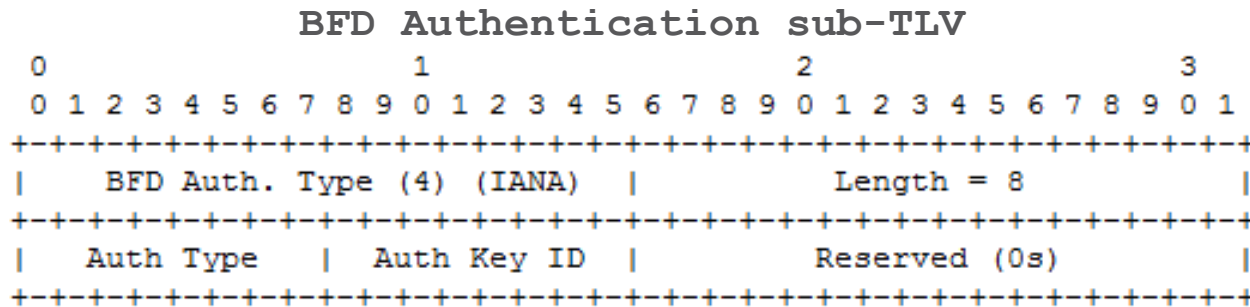 BFD Authentication sub-TLV
0 1 2 3
0 1 2 3 4 5 6 7 8 9 0 1 2 3 4 5 6 7 8 9 0 1 2 3 4 5 6 7 8 9 0 1
+-+-+-+-+-+-+-+-+-+-+-+-+-+-+-+-+-+-+-+-+-+-+-+-+-+-+-+-+-+-+-+-+
| BFD Auth. Type (4) (IANA) | Length = 8 |
+-+-+-+-+-+-+-+-+-+-+-+-+-+-+-+-+-+-+-+-+-+-+-+-+-+-+-+-+-+-+-+-+
| Auth Type | Auth Key ID | Reserved (0s) |
+-+-+-+-+-+-+-+-+-+-+-+-+-+-+-+-+-+-+-+-+-+-+-+-+-+-+-+-+-+-+-+-+